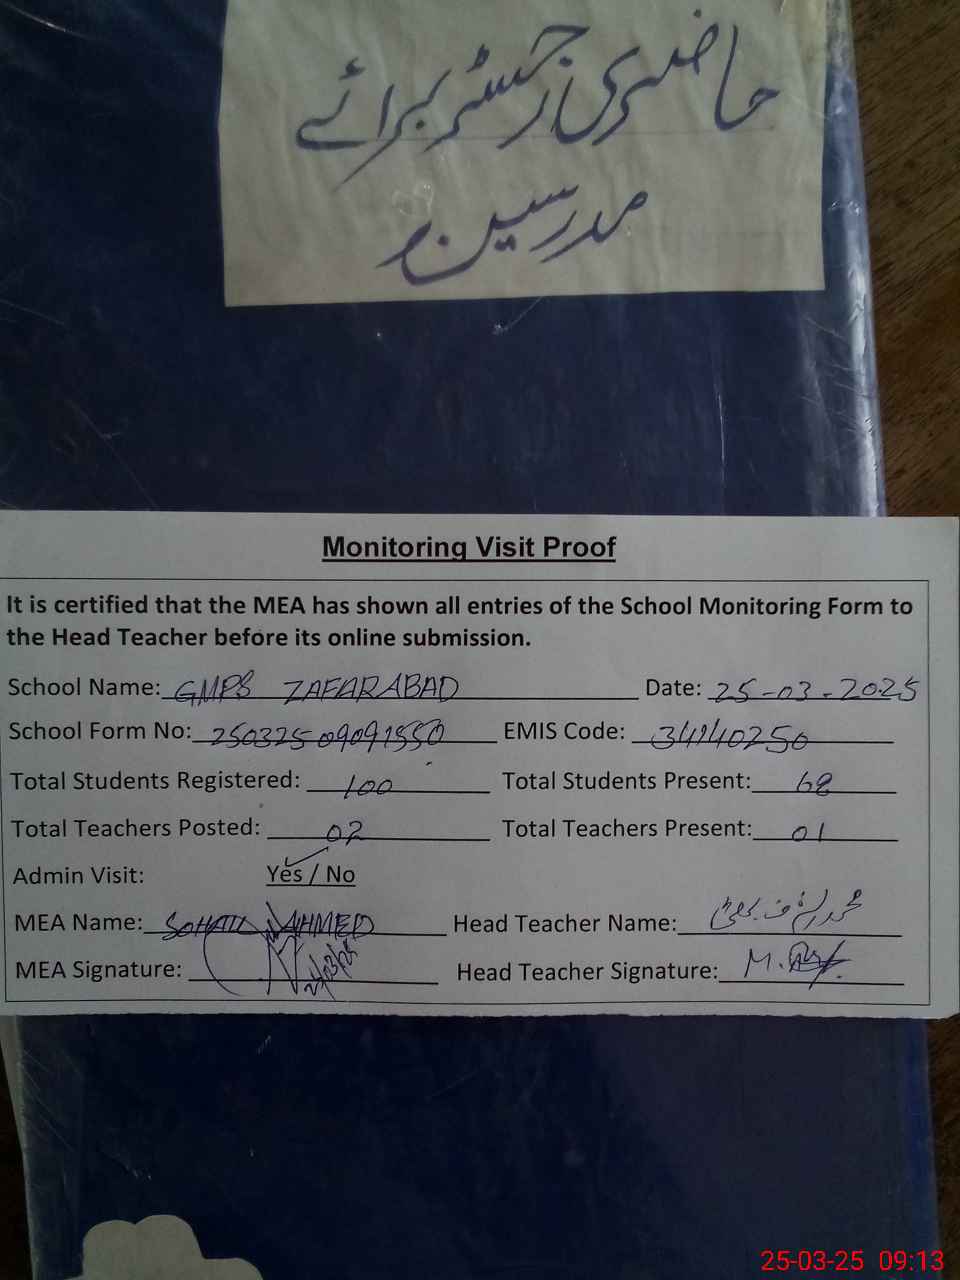 حاضری رجسٹر برائے
مدرسین
Monitoring Visit Proof
It is certified that the MEA has shown all entries of the School Monitoring Form to
the Head Teacher before its online submission.
School Name: GMPS ZAFARABAD Date: 25-03-2025
School Form No: EMIS Code: 34140250
Total Students Registered: 100 Total Students Present: 68
Total Teachers Posted: 02 Total Teachers Present: 01
Admin Visit: Yes / No
MEA Name: SOHAIL AHMED Head Teacher Name:
MEA Signature: 25/03/25 Head Teacher Signature: M.
25-03-25 09:13